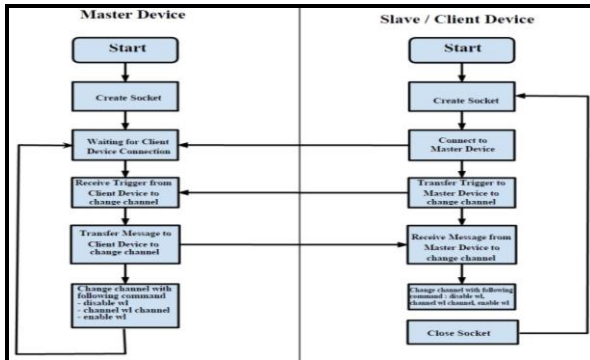 Master Device
Start
Create Socket
Waiting for Client
Device Connection
Receive Trigger from
Client Device to
change channel
Transfer Message to
Client Device to
change channel
Change channel with
following command
- disable wl
- channel wl channel
- enable wl
Slave / Client Device
Start
Create Socket
Connect to
Master Device
Transfer Trigger to
Master Device to
change channel
Receive Message from
Master Device to
change channel
Change channel with following
command : disable wl,
channel wl channel, enable wl
Close Socket